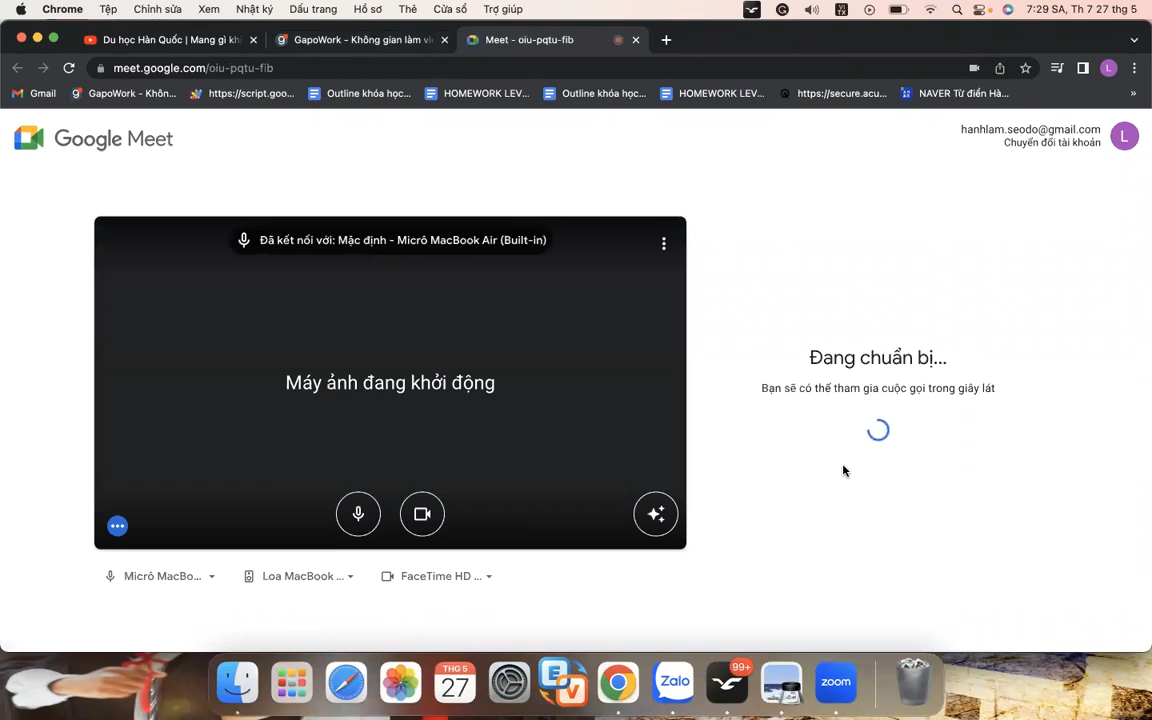 Chrome Tệp Chỉnh sửa Xem Nhật ký Dấu trang Hồ sơ Thẻ Cửa sổ Trợ giúp VI TX 7:29 SA, Th 7 27 thg 5
Du học Hàn Quốc | Mang gì kh GapoWork - Không gian làm vi Meet - oiu-pqtu-fib
meet.google.com/oiu-pqtu-fib L
Gmail GapoWork - Khôn... https://script.goo... Outline khóa học... HOMEWORK LEV... Outline khóa học... HOMEWORK LEV... https://secure.acu... NAVER Từ điển Hà... »
Google Meet
hanhlam.seodo@gmail.com
Chuyển đổi tài khoản
L
Đã kết nối với: Mặc định - Micrô MacBook Air (Built-in)
Máy ảnh đang khởi động
Đang chuẩn bị...
Bạn sẽ có thể tham gia cuộc gọi trong giây lát
Micrô MacBo... Loa MacBook ... FaceTime HD ...
THG 5
27
E V
Zalo
99+
zoom